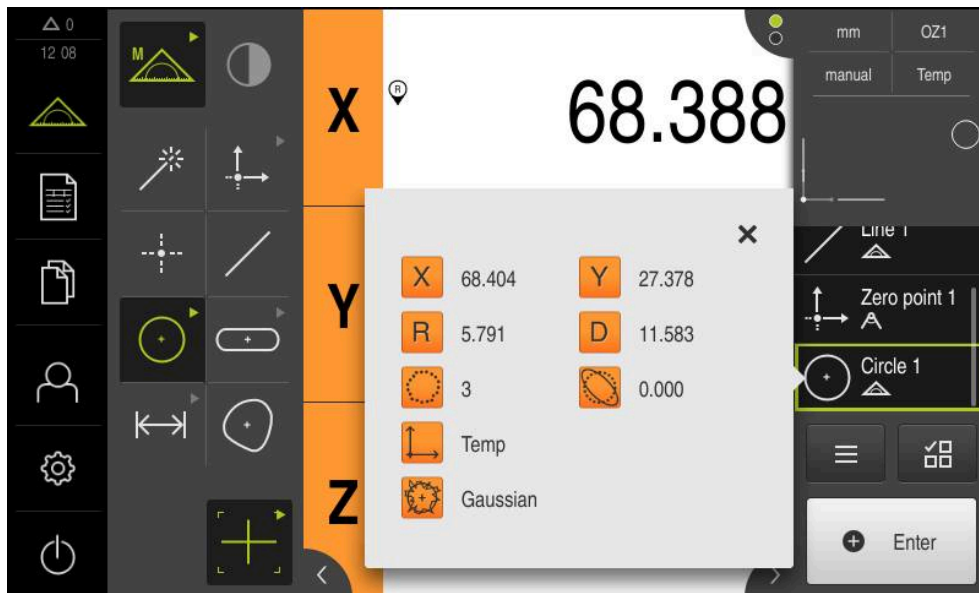 0
12 08
M
X
R
68.388
mm
OZ1
manual
Temp
Y
Z
X 68.404
Y 27.378
R 5.791
D 11.583
3
0.000
Temp
Gaussian
Line 1
Zero point 1
Circle 1
Enter